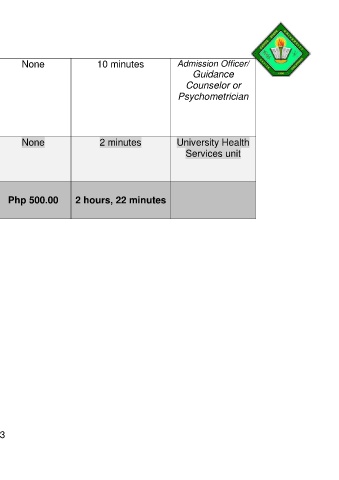 None 10 minutes Admission Officer/
Guidance
Counselor or
Psychometrician
None 2 minutes University Health
Services unit
Php 500.00 2 hours, 22 minutes
3